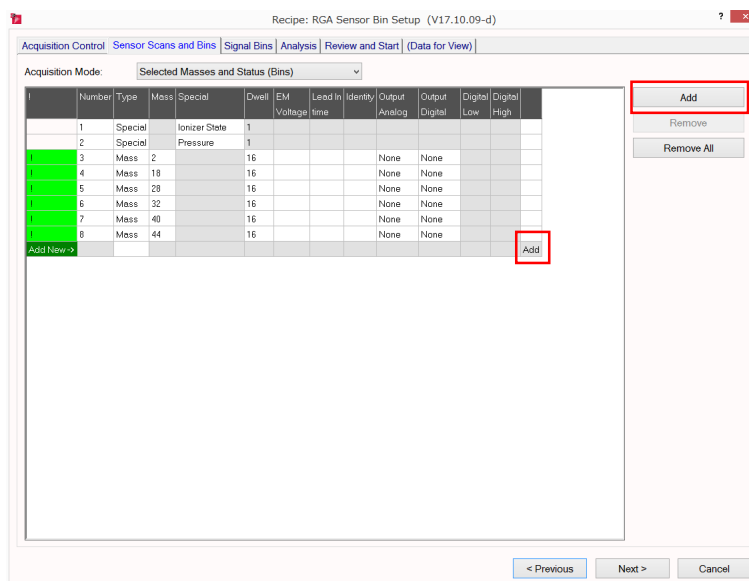 Recipe: RGA Sensor Bin Setup (V17.10.09-d)
? x
Acquisition Control Sensor Scans and Bins Signal Bins Analysis Review and Start (Data for View)
Acquisition Mode: Selected Masses and Status (Bins)
! Number Type Mass Special Dwell EM Voltage Lead In time Identity Output Analog Output Digital Digital Low Digital High
1 Special Ionizer State 1
2 Special Pressure 1
! 3 Mass 2 16 None None
! 4 Mass 18 16 None None
! 5 Mass 28 16 None None
! 6 Mass 32 16 None None
! 7 Mass 40 16 None None
! 8 Mass 44 16 None None
Add New-> Add
Add
Remove
Remove All
< Previous Next > Cancel